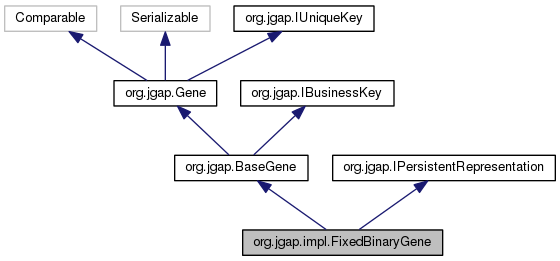 Comparable
Serializable
org.jgap.IUniqueKey
org.jgap.Gene
org.jgap.IBusinessKey
org.jgap.BaseGene
org.jgap.IPersistentRepresentation
org.jgap.impl.FixedBinaryGene